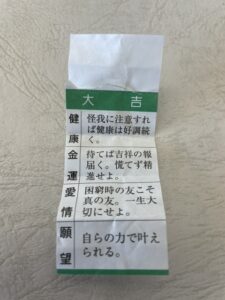 大吉
健康
怪我に注意すれ
ば健康は好調続
く。
金運
待てば吉祥の報
届く。慌てず精
進せよ。
愛情
困窮時の友こそ
真の友。一生大
切にせよ。
願望
自らの力で叶え
られる。